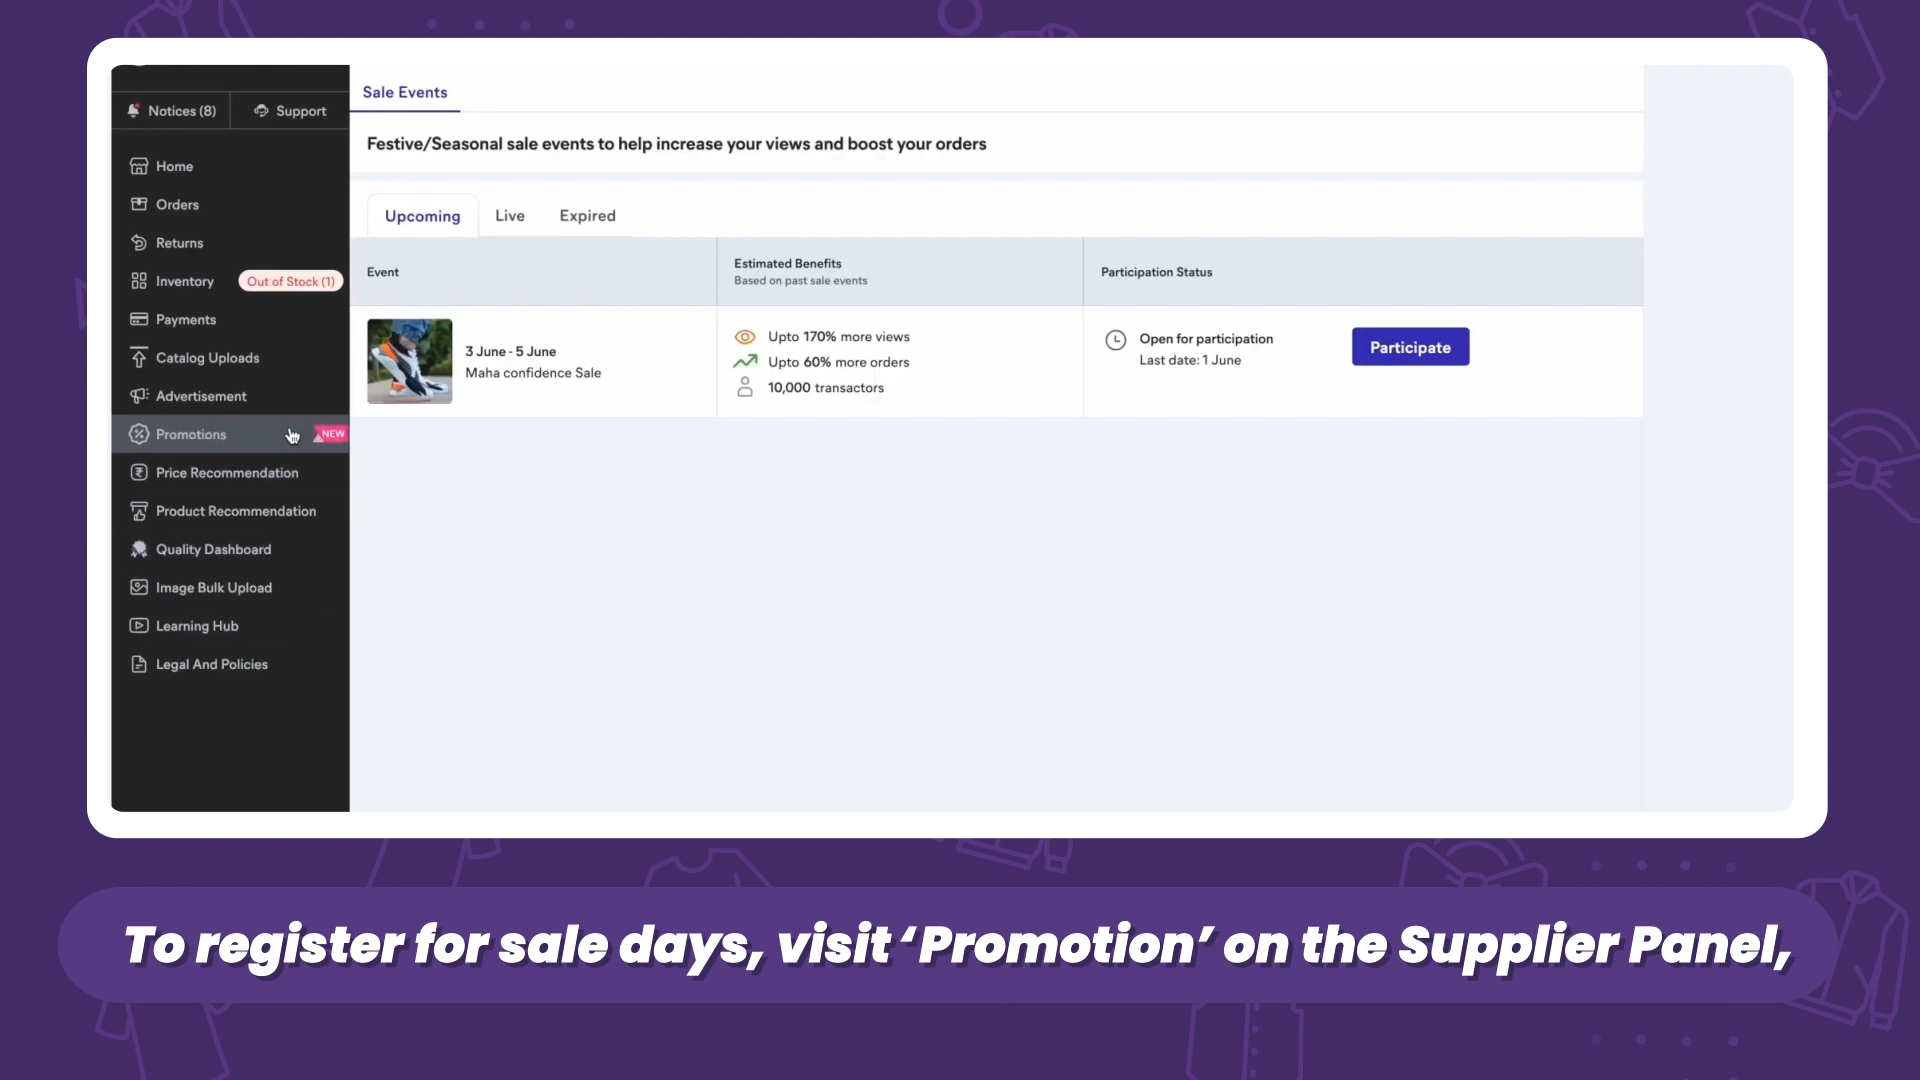 Notices (8)
Support
Home
Orders
Returns
Inventory
Out of Stock (1)
Payments
Catalog Uploads
Advertisement
Promotions
NEW
Price Recommendation
Product Recommendation
Quality Dashboard
Image Bulk Upload
Learning Hub
Legal And Policies
Sale Events
Festive/Seasonal sale events to help increase your views and boost your orders
Upcoming
Live
Expired
Event
Estimated Benefits
Based on past sale events
Participation Status
3 June - 5 June
Maha confidence Sale
Upto 170% more views
Upto 60% more orders
10,000 transactors
Open for participation
Last date: 1 June
Participate
To register for sale days, visit ‘Promotion’ on the Supplier Panel,